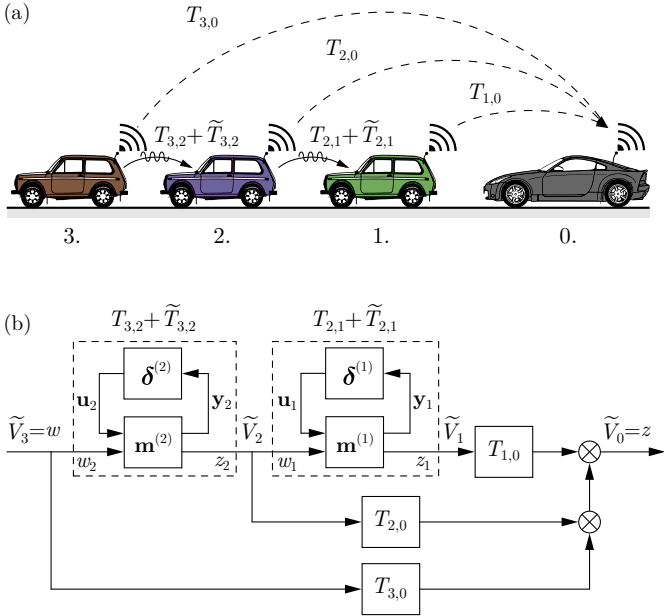 (a)
T₃,₀
T₂,₀
T₁,₀
T₃,₂ + T̃₃,₂
T₂,₁ + T̃₂,₁
3.
2.
1.
0.
(b)
T₃,₂ + T̃₃,₂
T₂,₁ + T̃₂,₁
δ⁽²⁾
δ⁽¹⁾
u₂
y₂
u₁
y₁
Ṽ₃=w
m⁽²⁾
Ṽ₂
m⁽¹⁾
Ṽ₁
T₁,₀
Ṽ₀=z
w₂
z₂
w₁
z₁
T₂,₀
T₃,₀